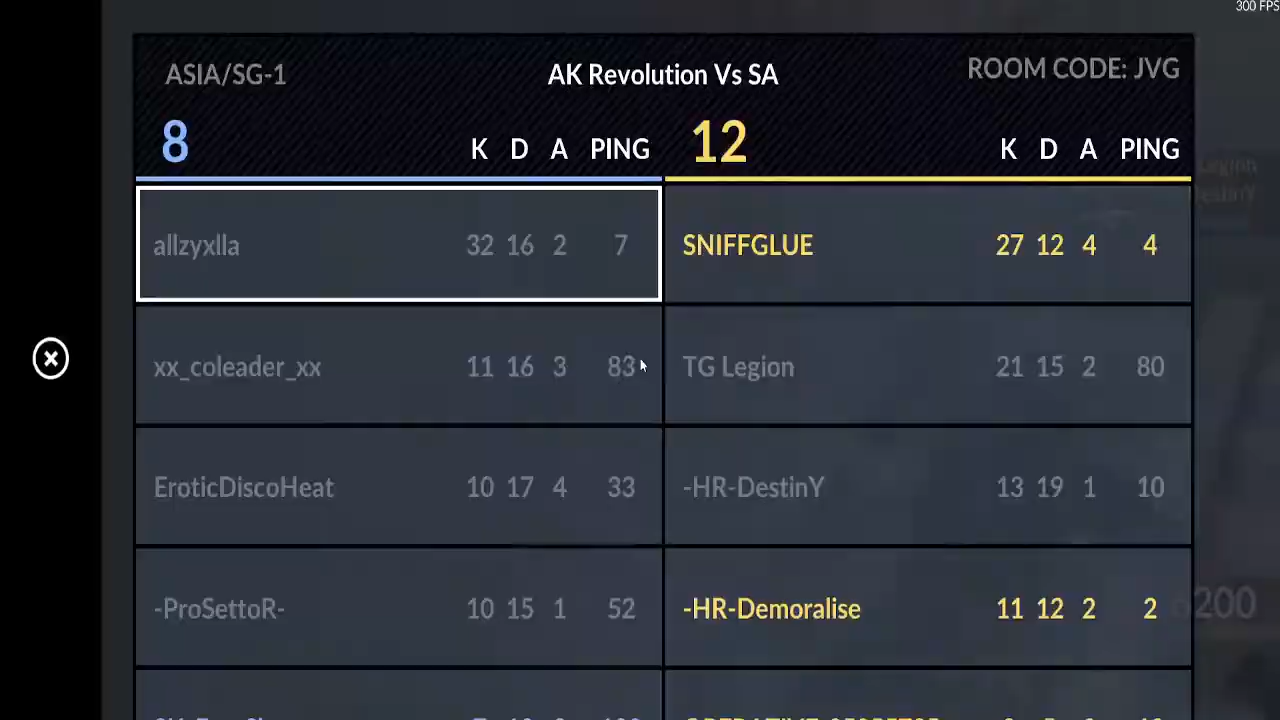 300 FPS
ASIA/SG-1 AK Revolution Vs SA ROOM CODE: JVG
8 K D A PING 12 K D A PING
allzyxlla 32 16 2 7 SNIFFGLUE 27 12 4 4
xx_coleader_xx 11 16 3 83 TG Legion 21 15 2 80
EroticDiscoHeat 10 17 4 33 -HR-DestinY 13 19 1 10
-ProSettoR- 10 15 1 52 -HR-Demoralise 11 12 2 2
200